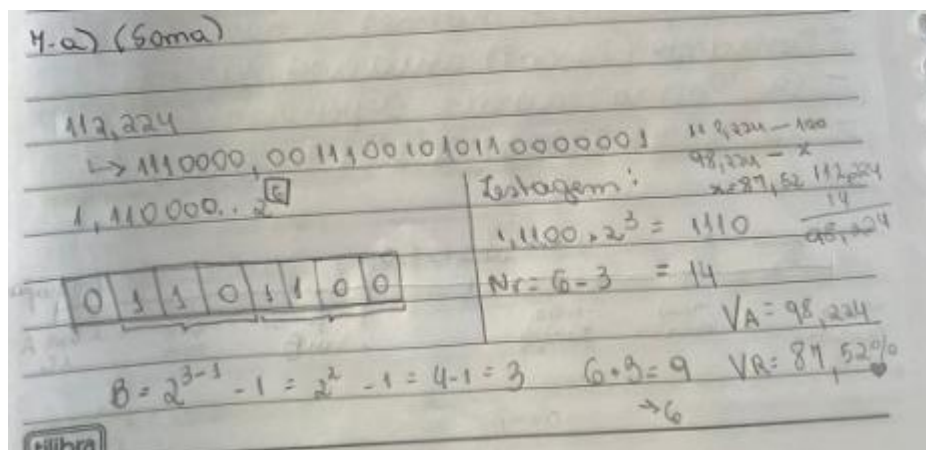 4-a) (Soma)
112,224
↳ 1110000,00111001010110000001
1,110000.. 2^6
0 1 1 0 1 1 0 0
Testagem:
1,1100 . 2^3 = 1110
Nr = 6 - 3 = 14
112,224 — 100
98,224 — x
x = 87,52
112,224
14
98,224
VA = 98,224
VR = 87,52%
B = 2^(3-1) - 1 = 2^2 - 1 = 4 - 1 = 3
6 + 3 = 9
→ 6
tilibra